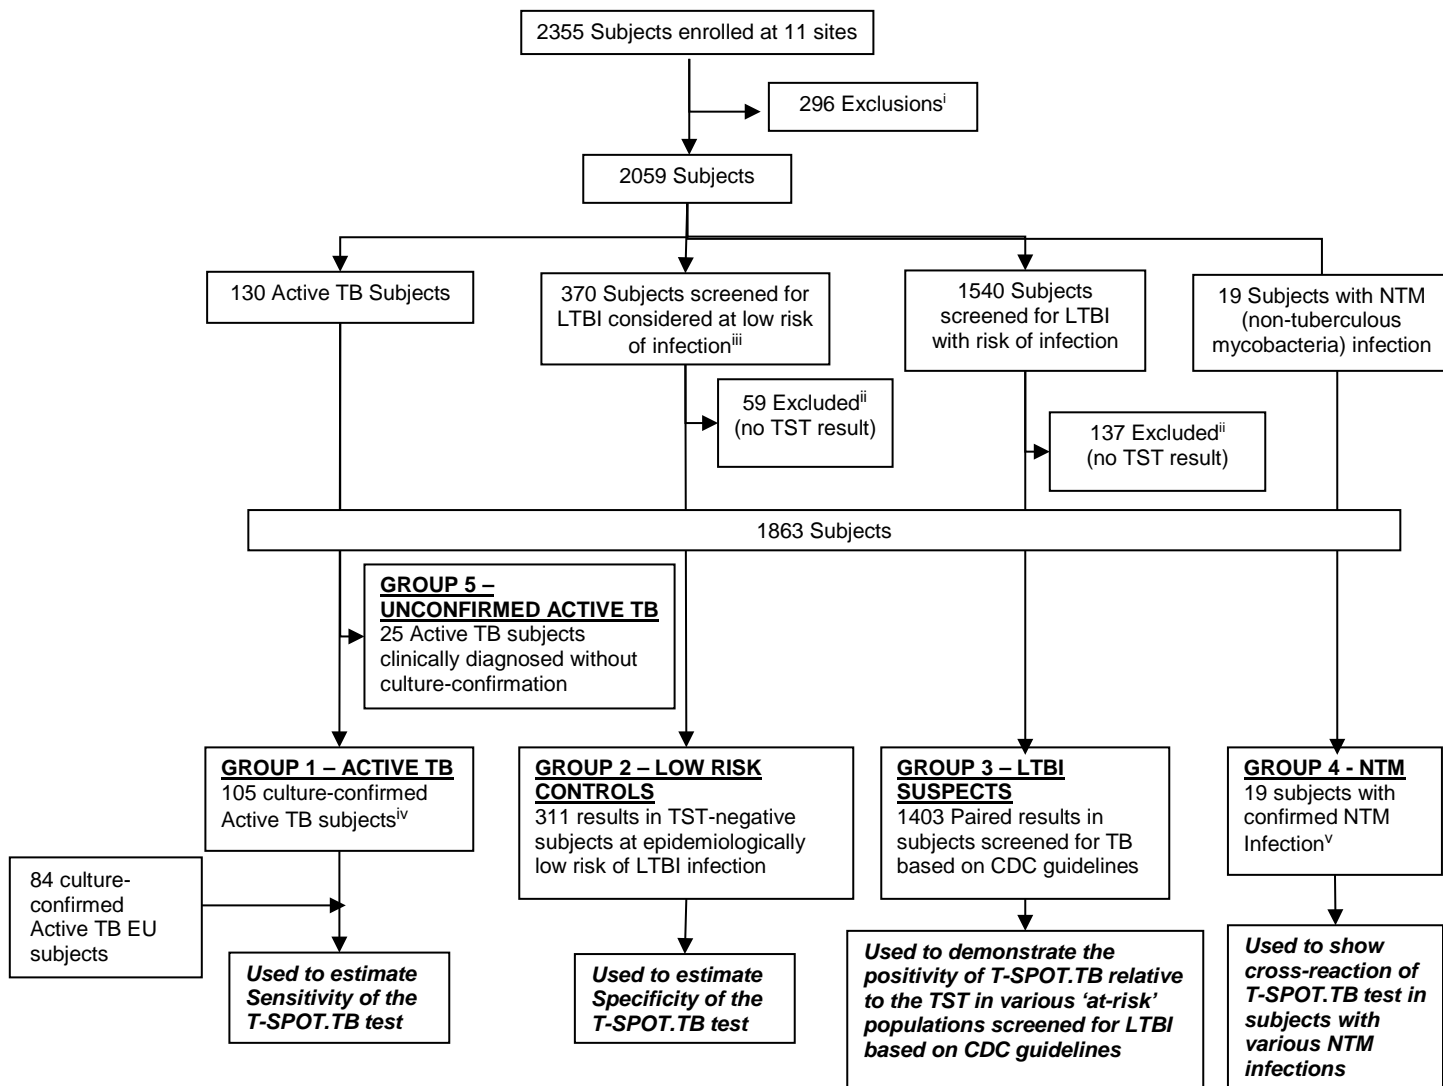 2355 Subjects enrolled at 11 sites
296 Exclusionsⁱ
2059 Subjects
130 Active TB Subjects
370 Subjects screened for
LTBI considered at low risk
of infectionⁱⁱⁱ
1540 Subjects
screened for LTBI
with risk of infection
19 Subjects with NTM
(non-tuberculous
mycobacteria) infection
59 Excludedⁱⁱ
(no TST result)
137 Excludedⁱⁱ
(no TST result)
1863 Subjects
GROUP 5 –
UNCONFIRMED ACTIVE TB
25 Active TB subjects
clinically diagnosed without
culture-confirmation
GROUP 1 – ACTIVE TB
105 culture-confirmed
Active TB subjectsⁱᵛ
GROUP 2 – LOW RISK
CONTROLS
311 results in TST-negative
subjects at epidemiologically
low risk of LTBI infection
GROUP 3 – LTBI
SUSPECTS
1403 Paired results in
subjects screened for TB
based on CDC guidelines
GROUP 4 - NTM
19 subjects with
confirmed NTM
Infectionᵛ
84 culture-
confirmed
Active TB EU
subjects
Used to estimate
Sensitivity of the
T-SPOT.TB test
Used to estimate
Specificity of the
T-SPOT.TB test
Used to demonstrate the
positivity of T-SPOT.TB relative
to the TST in various ‘at-risk’
populations screened for LTBI
based on CDC guidelines
Used to show
cross-reaction of
T-SPOT.TB test in
subjects with
various NTM
infections